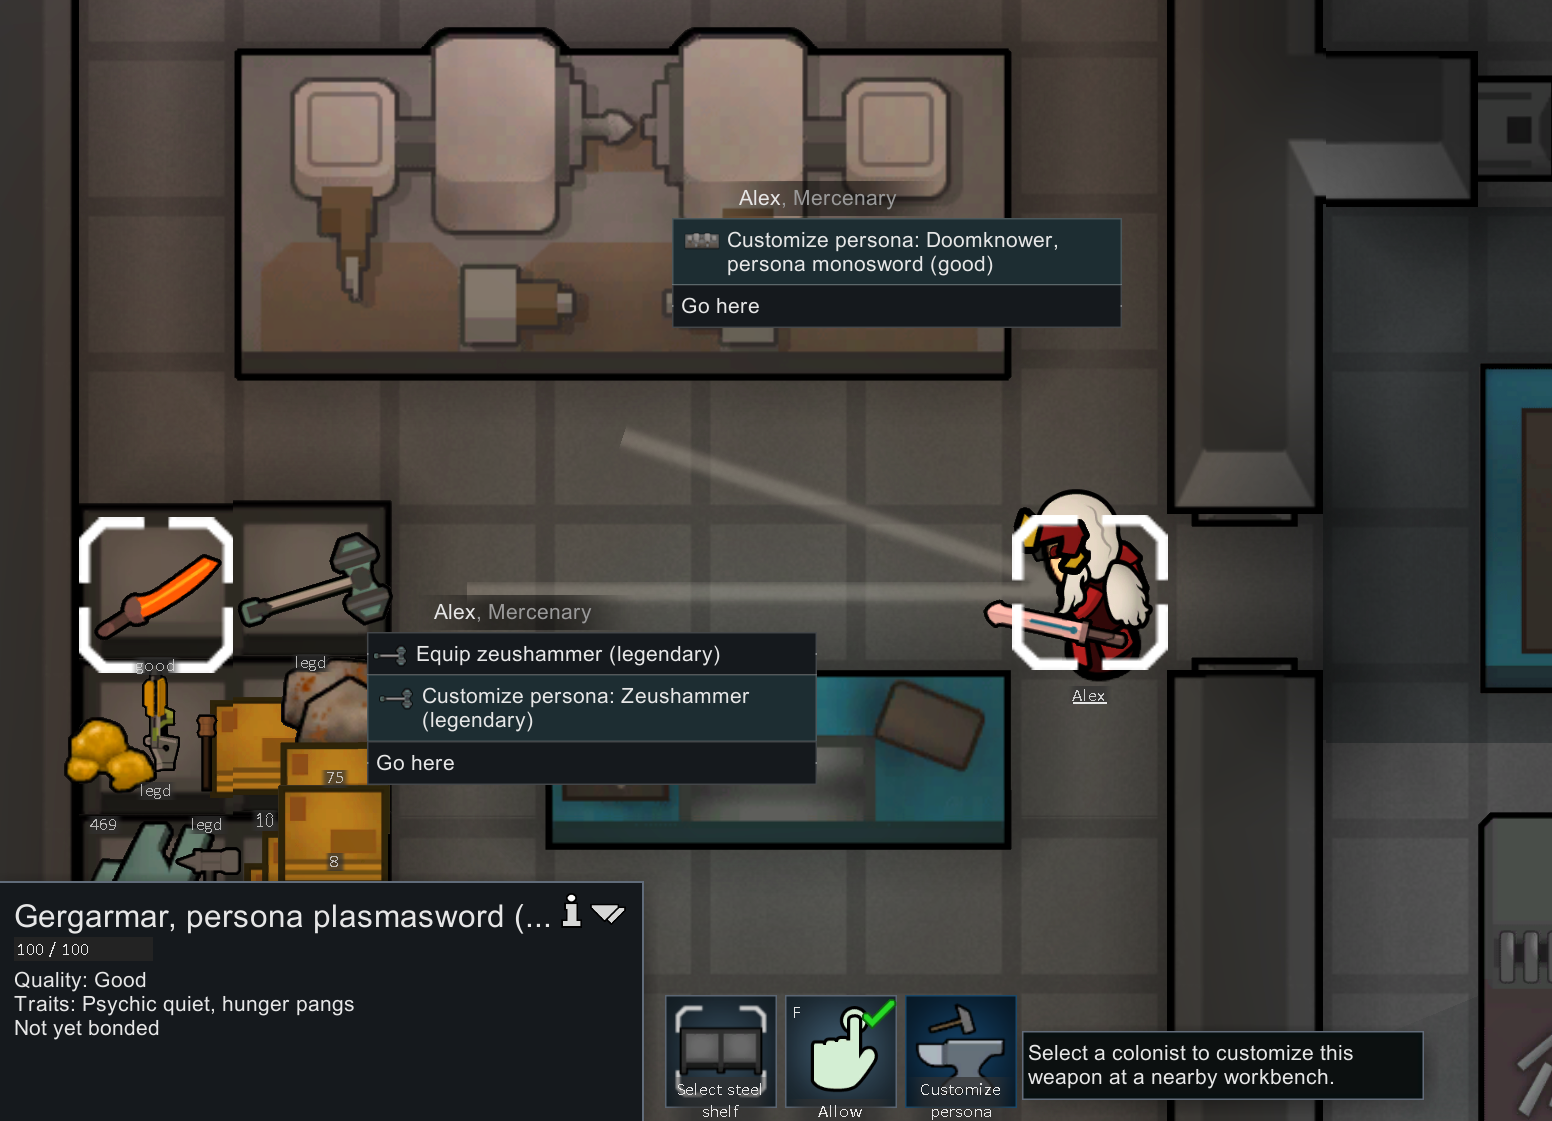 Alex, Mercenary
Customize persona: Doomknower,
persona monosword (good)
Go here
Alex, Mercenary
Equip zeushammer (legendary)
Customize persona: Zeushammer
(legendary)
Go here
good
legd
Alex
75
legd
469
legd
10
8
Gergarmar, persona plasmasword (...
100 / 100
Quality: Good
Traits: Psychic quiet, hunger pangs
Not yet bonded
Select steel
shelf
F
Allow
Customize
persona
Select a colonist to customize this
weapon at a nearby workbench.